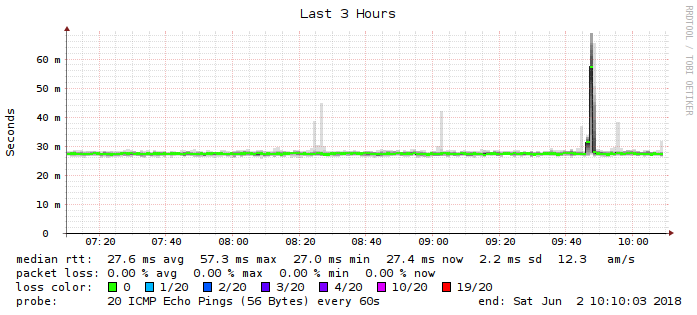 Last 3 Hours
RRDTOOL / TOBI OETIKER
Seconds
60 m
50 m
40 m
30 m
20 m
10 m
0
07:20 07:40 08:00 08:20 08:40 09:00 09:20 09:40 10:00
median rtt: 27.6 ms avg 57.3 ms max 27.0 ms min 27.4 ms now 2.2 ms sd 12.3 am/s
packet loss: 0.00 % avg 0.00 % max 0.00 % min 0.00 % now
loss color: 0 1/20 2/20 3/20 4/20 10/20 19/20
probe: 20 ICMP Echo Pings (56 Bytes) every 60s end: Sat Jun 2 10:10:03 2018